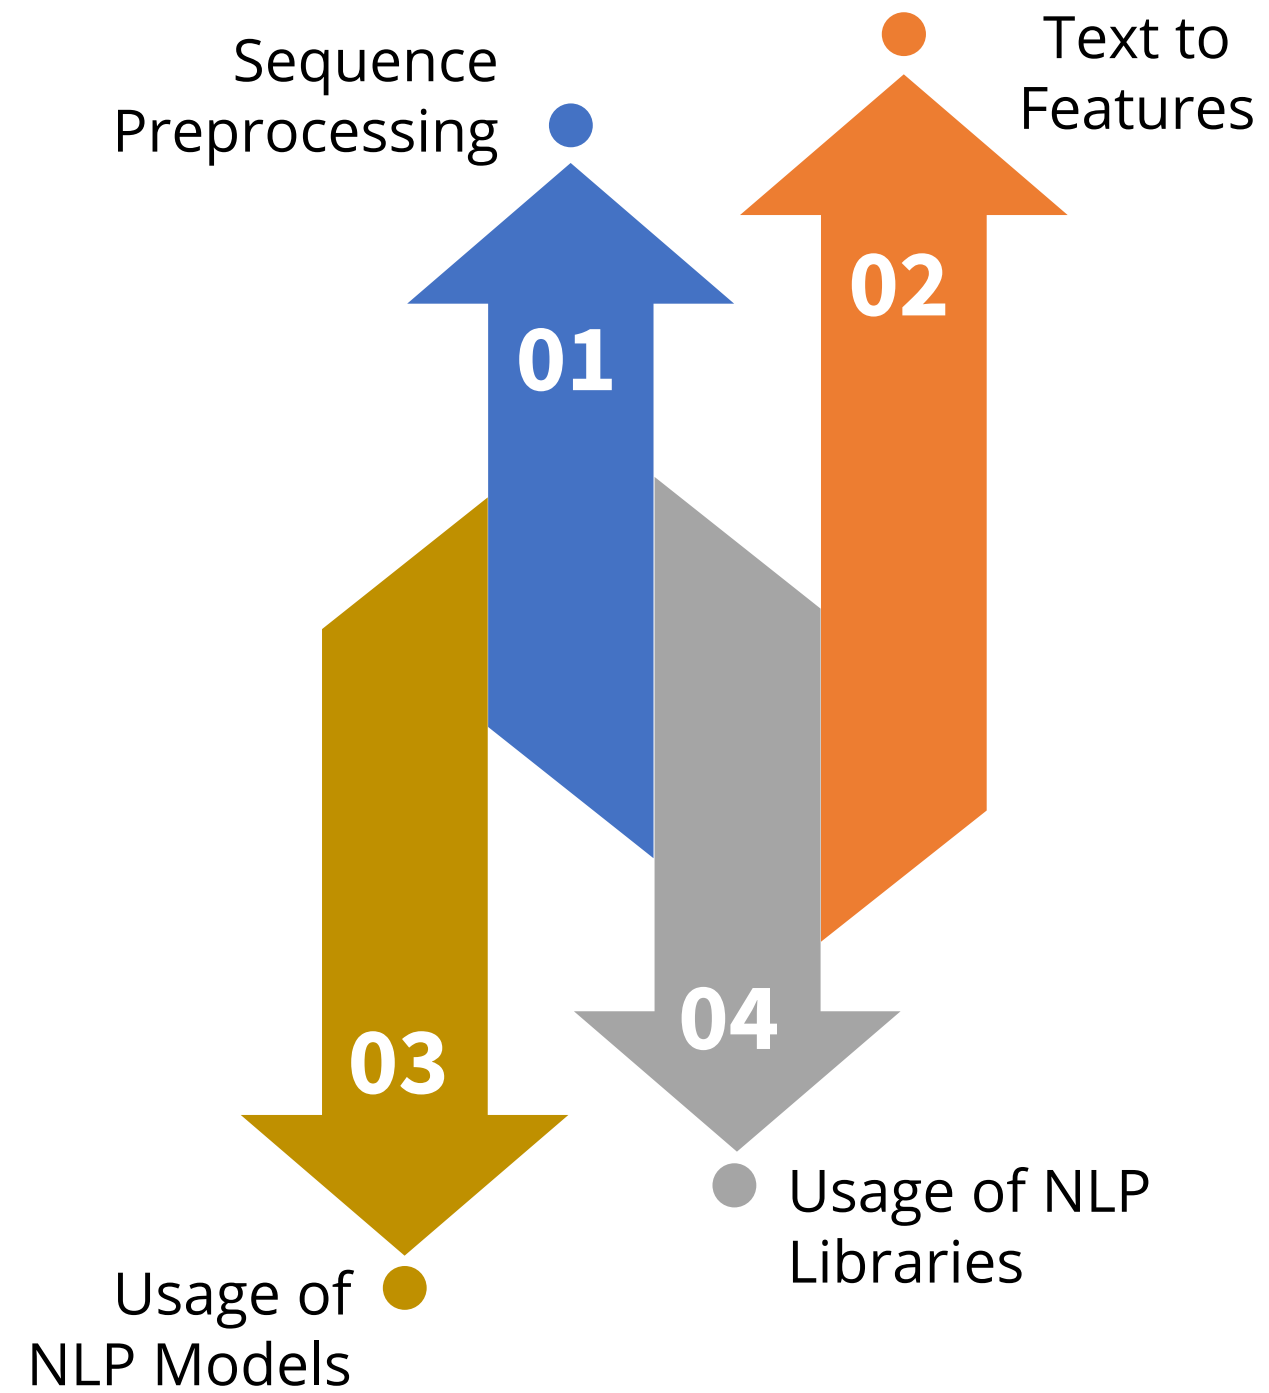 Sequence
Preprocessing
Text to
Features
01
02
03
04
Usage of NLP
Libraries
Usage of
NLP Models